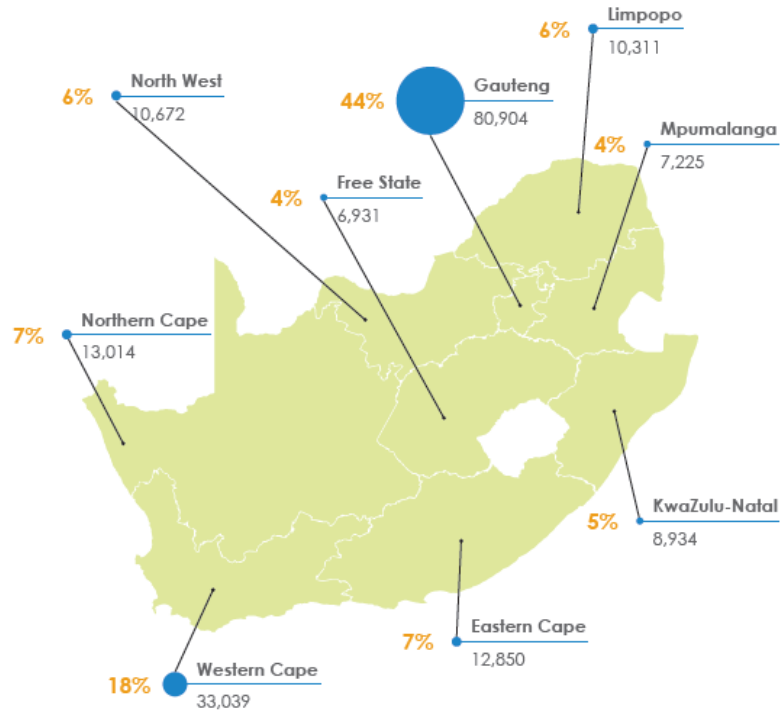 Limpopo
6%
10,311
North West
6%
10,672
Gauteng
44%
80,904
Mpumalanga
4%
7,225
Free State
4%
6,931
Northern Cape
7%
13,014
KwaZulu-Natal
5%
8,934
Eastern Cape
7%
12,850
Western Cape
18%
33,039